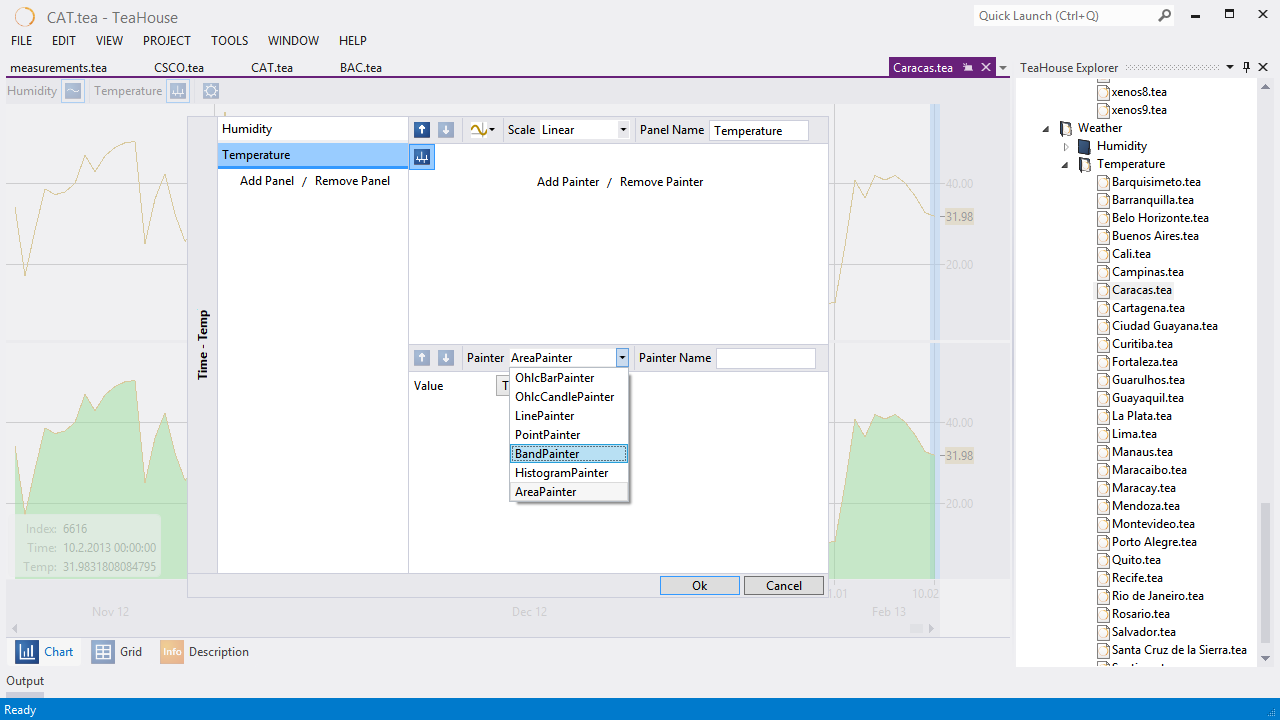 CAT.tea - TeaHouse
Quick Launch (Ctrl+Q)
FILE EDIT VIEW PROJECT TOOLS WINDOW HELP
measurements.tea CSCO.tea CAT.tea BAC.tea Caracas.tea
Humidity Temperature
Humidity
Temperature
Add Panel / Remove Panel
Scale Linear Panel Name Temperature
Add Painter / Remove Painter
Time - Temp
Painter AreaPainter Painter Name
Value T
OhlcBarPainter
OhlcCandlePainter
LinePainter
PointPainter
BandPainter
HistogramPainter
AreaPainter
Ok Cancel
40.00
31.98
20.00
40.00
31.98
20.00
Index: 6616
Time: 10.2.2013 00:00:00
Temp: 31.9831808084795
1.01 10.02
Nov 12 Dec 12 Feb 13
Chart Grid Info Description
Output
Ready
TeaHouse Explorer
xenos8.tea
xenos9.tea
Weather
Humidity
Temperature
Barquisimeto.tea
Barranquilla.tea
Belo Horizonte.tea
Buenos Aires.tea
Cali.tea
Campinas.tea
Caracas.tea
Cartagena.tea
Ciudad Guayana.tea
Curitiba.tea
Fortaleza.tea
Guarulhos.tea
Guayaquil.tea
La Plata.tea
Lima.tea
Manaus.tea
Maracaibo.tea
Maracay.tea
Mendoza.tea
Montevideo.tea
Porto Alegre.tea
Quito.tea
Recife.tea
Rio de Janeiro.tea
Rosario.tea
Salvador.tea
Santa Cruz de la Sierra.tea